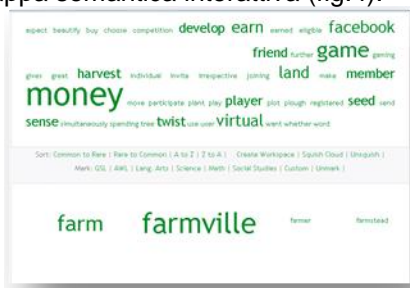 appa semantica interattiva (fig.4).
aspect beautify buy choose competition develop earn earned eligible facebook
friend further game gaming
gives great harvest individual invite irrespective joining land make member
money move participate plant play player plot plough registered seed send
sense simultaneously spending tree twist use user virtual want whether word
Sort: Common to Rare | Rare to Common | A to Z | Z to A | Create Workspace | Squish Cloud | Unsquish |
Mark: GSL | AWL | Lang. Arts | Science | Math | Social Studies | Custom | Unmark |
farm farmville farmer farmstead